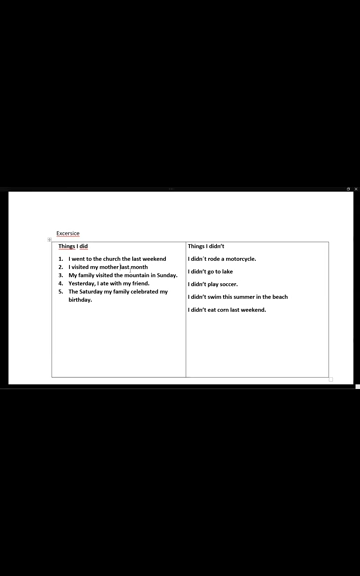 Excersice
Things I did
1. I went to the church the last weekend
2. I visited my mother last month
3. My family visited the mountain in Sunday.
4. Yesterday, I ate with my friend.
5. The Saturday my family celebrated my
birthday.
Things I didn't
I didn't rode a motorcycle.
I didn't go to lake
I didn't play soccer.
I didn't swim this summer in the beach
I didn't eat corn last weekend.